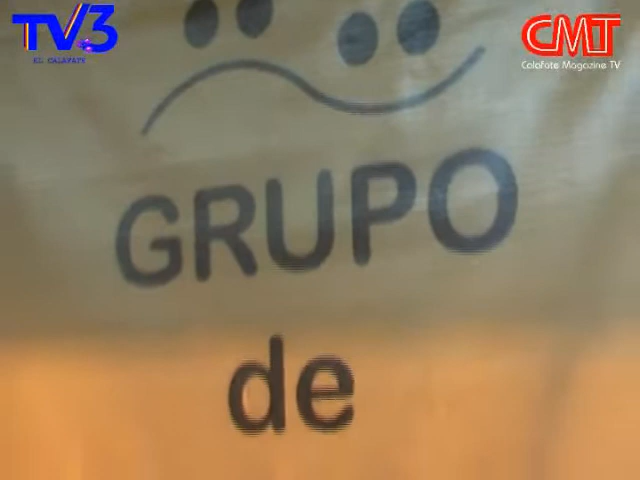 TV3
EL CALAFATE
CMT
Calafate Magazine TV
GRUPO
de